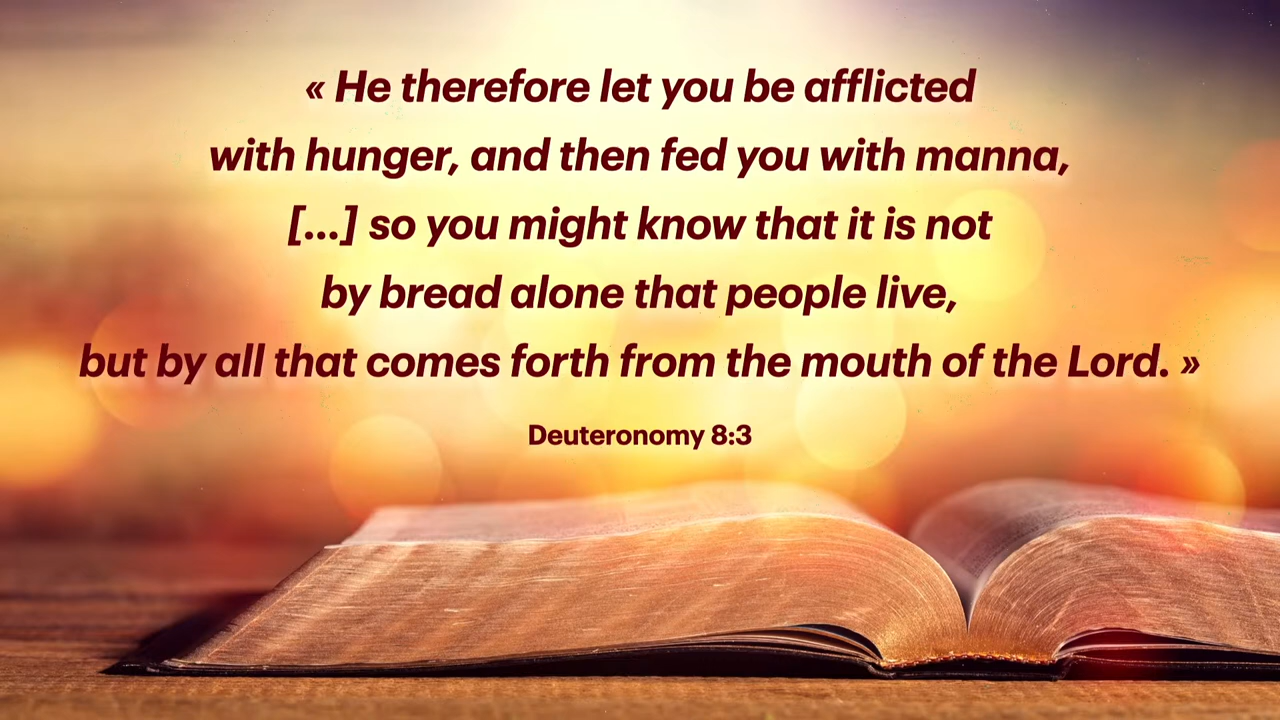 « He therefore let you be afflicted
with hunger, and then fed you with manna,
[...] so you might know that it is not
by bread alone that people live,
but by all that comes forth from the mouth of the Lord. »
Deuteronomy 8:3